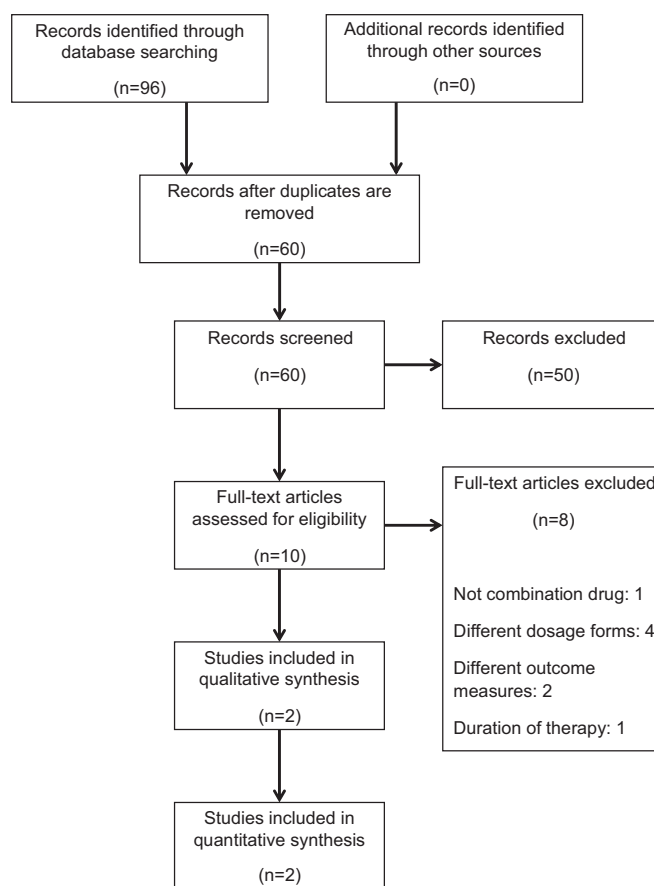 Records identified through
database searching
(n=96)
Additional records identified
through other sources
(n=0)
Records after duplicates are
removed
(n=60)
Records screened
(n=60)
Records excluded
(n=50)
Full-text articles
assessed for eligibility
(n=10)
Full-text articles excluded
(n=8)
Not combination drug: 1
Different dosage forms: 4
Different outcome
measures: 2
Duration of therapy: 1
Studies included in
qualitative synthesis
(n=2)
Studies included in
quantitative synthesis
(n=2)